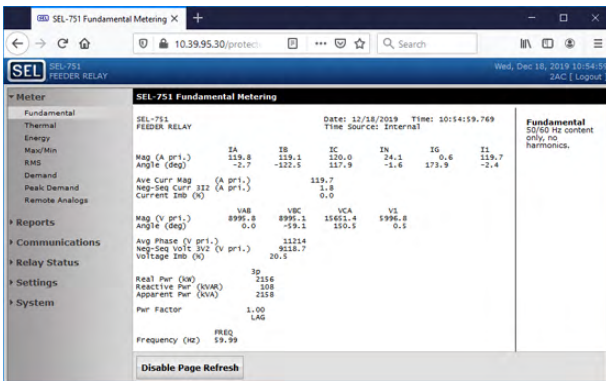 SEL-751 Fundamental Metering
10.39.95.30/protect
Search
SEL SEL-751
FEEDER RELAY
Wed, Dec 18, 2019 10:54:59
2AC [ Logout ]
Meter
Fundamental
Thermal
Energy
Max/Min
RMS
Demand
Peak Demand
Remote Analogs
Reports
Communications
Relay Status
Settings
System
SEL-751 Fundamental Metering
SEL-751 Date: 12/18/2019 Time: 10:54:59.769
FEEDER RELAY Time Source: Internal
IA IB IC IN IG I1
Mag (A pri.) 119.8 119.1 120.0 24.1 0.6 119.7
Angle (deg) -2.7 -122.5 117.9 -1.6 173.9 -2.4
Ave Curr Mag (A pri.) 119.7
Neg-Seq Curr 3I2 (A pri.) 1.8
Current Imb (%) 0.0
VAB VBC VCA V1
Mag (V pri.) 8995.8 8995.1 15651.4 5996.8
Angle (deg) 0.0 -59.1 150.5 0.5
Avg Phase (V pri.) 11214
Neg-Seq Volt 3V2 (V pri.) 9118.7
Voltage Imb (%) 20.5
3p
Real Pwr (kW) 2156
Reactive Pwr (kVAR) 108
Apparent Pwr (kVA) 2158
Pwr Factor 1.00
LAG
FREQ
Frequency (Hz) 59.99
Disable Page Refresh
Fundamental
50/60 Hz content
only, no
harmonics.